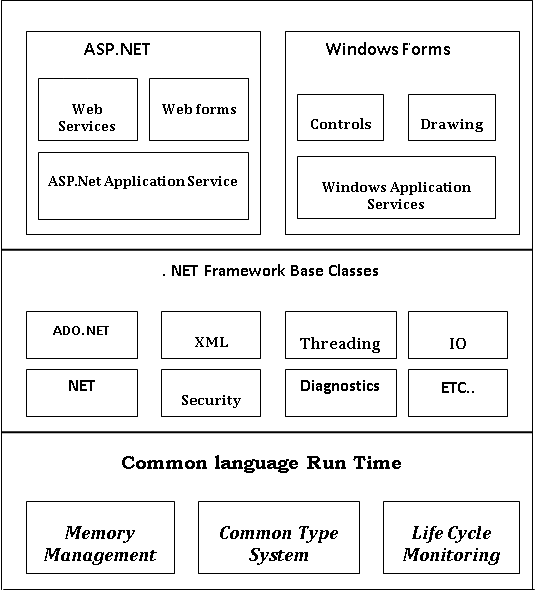 ASP.NET
Web
Services
Web forms
ASP.Net Application Service
Windows Forms
Controls
Drawing
Windows Application
Services
. NET Framework Base Classes
ADO.NET
XML
Threading
IO
NET
Security
Diagnostics
ETC..
Common language Run Time
Memory
Management
Common Type
System
Life Cycle
Monitoring